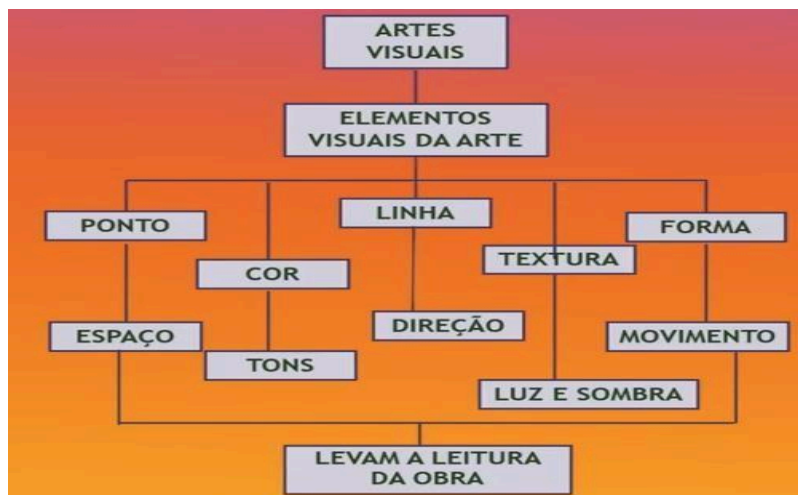 ARTES
VISUAIS
ELEMENTOS
VISUAIS DA ARTE
PONTO
LINHA
FORMA
COR
TEXTURA
ESPAÇO
DIREÇÃO
MOVIMENTO
TONS
LUZ E SOMBRA
LEVAM A LEITURA
DA OBRA